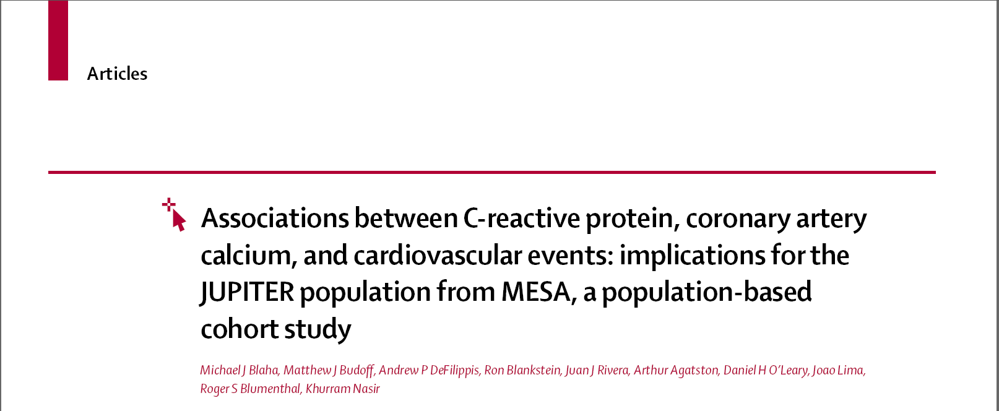 Articles
Associations between C-reactive protein, coronary artery
calcium, and cardiovascular events: implications for the
JUPITER population from MESA, a population-based
cohort study
Michael J Blaha, Matthew J Budoff, Andrew P DeFilippis, Ron Blankstein, Juan J Rivera, Arthur Agatston, Daniel H O’Leary, Joao Lima,
Roger S Blumenthal, Khurram Nasir